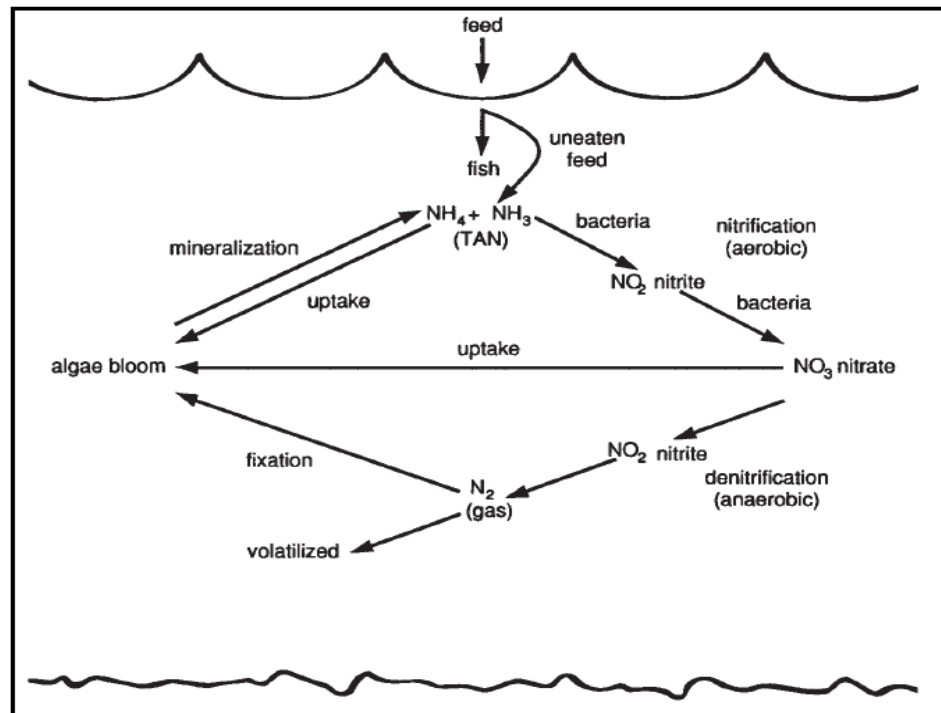 feed
uneaten
feed
fish
NH₄ + NH₃
(TAN)
bacteria
nitrification
(aerobic)
mineralization
NO₂ nitrite
uptake
bacteria
uptake
algae bloom
NO₃ nitrate
NO₂ nitrite
fixation
denitrification
(anaerobic)
N₂
(gas)
volatilized